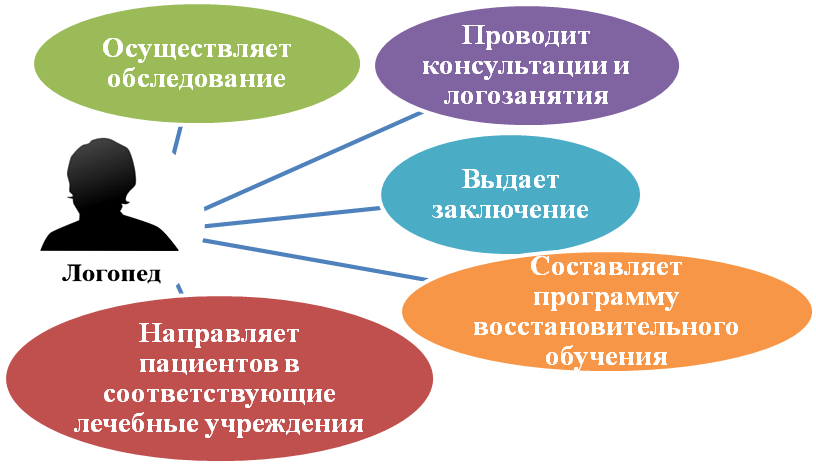 Осуществляет
обследование
Проводит
консультации и
логозанятия
Выдает
заключение
Логопед
Составляет
программу
восстановительного
обучения
Направляет
пациентов в
соответствующие
лечебные учреждения